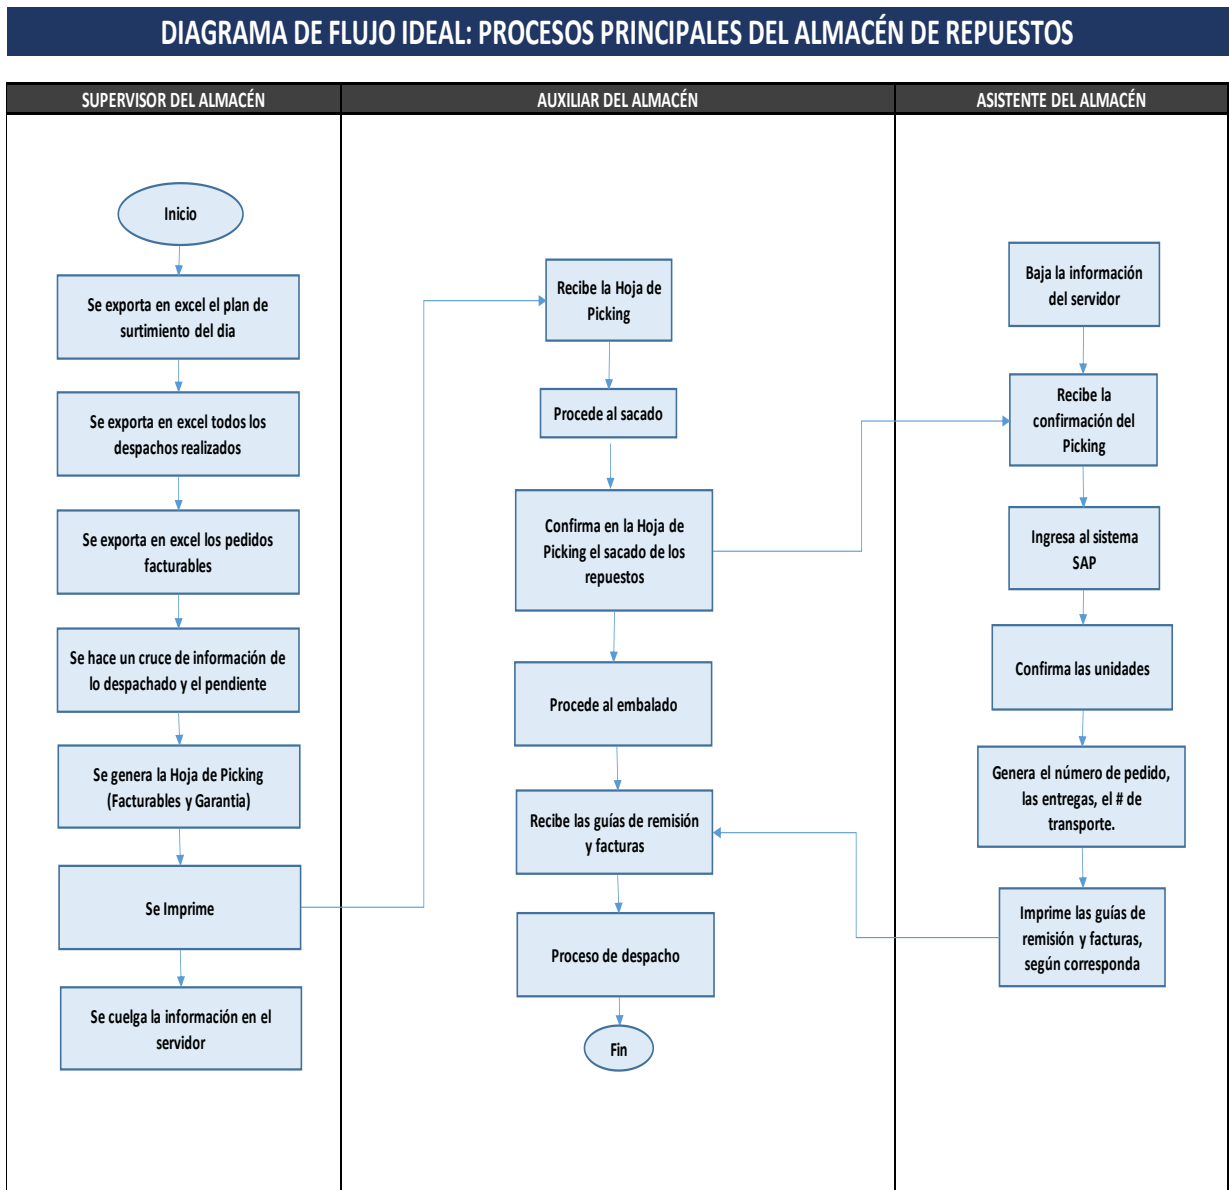 DIAGRAMA DE FLUJO IDEAL: PROCESOS PRINCIPALES DEL ALMACÉN DE REPUESTOS
SUPERVISOR DEL ALMACÉN
AUXILIAR DEL ALMACÉN
ASISTENTE DEL ALMACÉN
Inicio
Se exporta en excel el plan de
surtimiento del dia
Se exporta en excel todos los
despachos realizados
Se exporta en excel los pedidos
facturables
Se hace un cruce de información de
lo despachado y el pendiente
Se genera la Hoja de Picking
(Facturables y Garantia)
Se Imprime
Se cuelga la información en el
servidor
Recibe la Hoja de
Picking
Procede al sacado
Confirma en la Hoja de
Picking el sacado de los
repuestos
Procede al embalado
Recibe las guías de remisión
y facturas
Proceso de despacho
Fin
Baja la información
del servidor
Recibe la
confirmación del
Picking
Ingresa al sistema
SAP
Confirma las unidades
Genera el número de pedido,
las entregas, el # de
transporte.
Imprime las guías de
remisión y facturas,
según corresponda